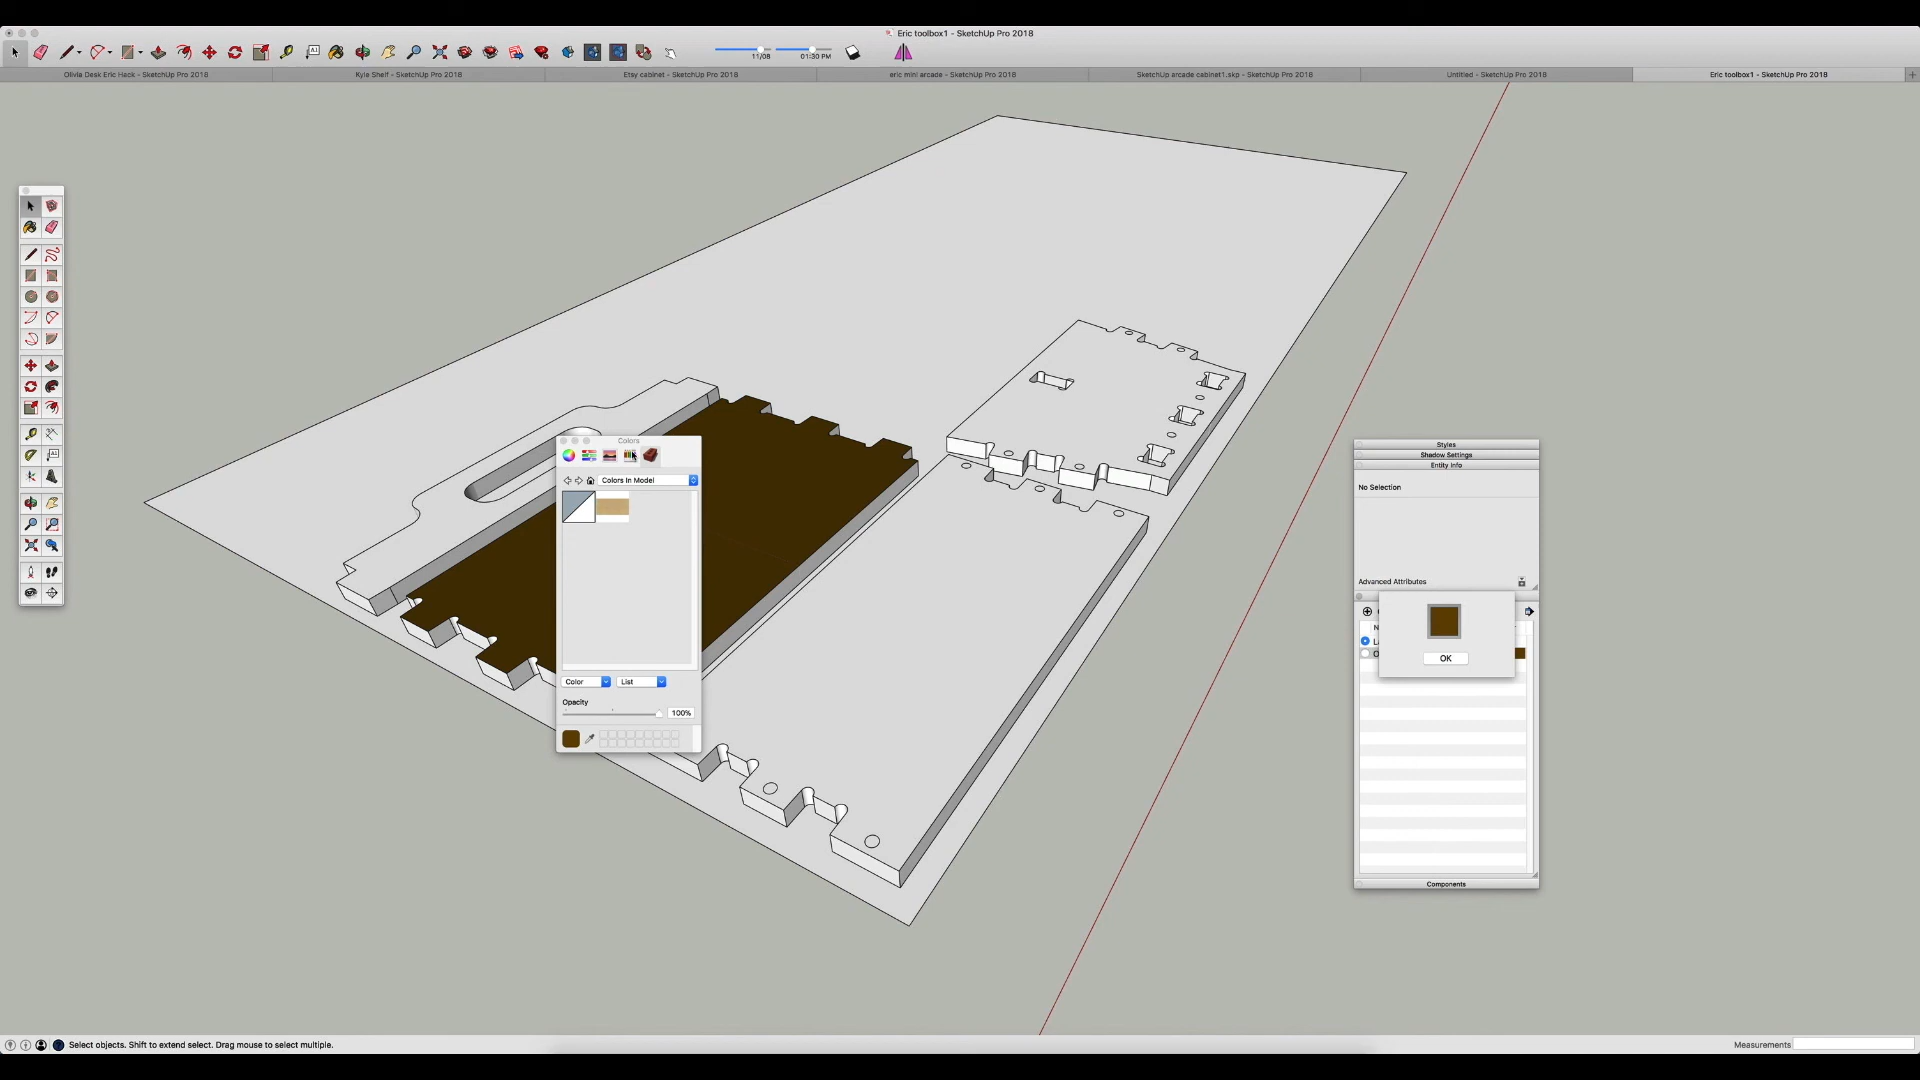 Eric toolbox1 - SketchUp Pro 2018
11/08
01:30 PM
Olivia Desk Eric Hack - SketchUp Pro 2018
Kyle Shelf - SketchUp Pro 2018
Etsy cabinet - SketchUp Pro 2018
eric mini arcade - SketchUp Pro 2018
SketchUp arcade cabinet1.skp - SketchUp Pro 2018
Untitled - SketchUp Pro 2018
Eric toolbox1 - SketchUp Pro 2018
Colors
Colors In Model
Color
List
Opacity
100%
Styles
Shadow Settings
Entity Info
No Selection
Advanced Attributes
OK
Components
Select objects. Shift to extend select. Drag mouse to select multiple.
Measurements